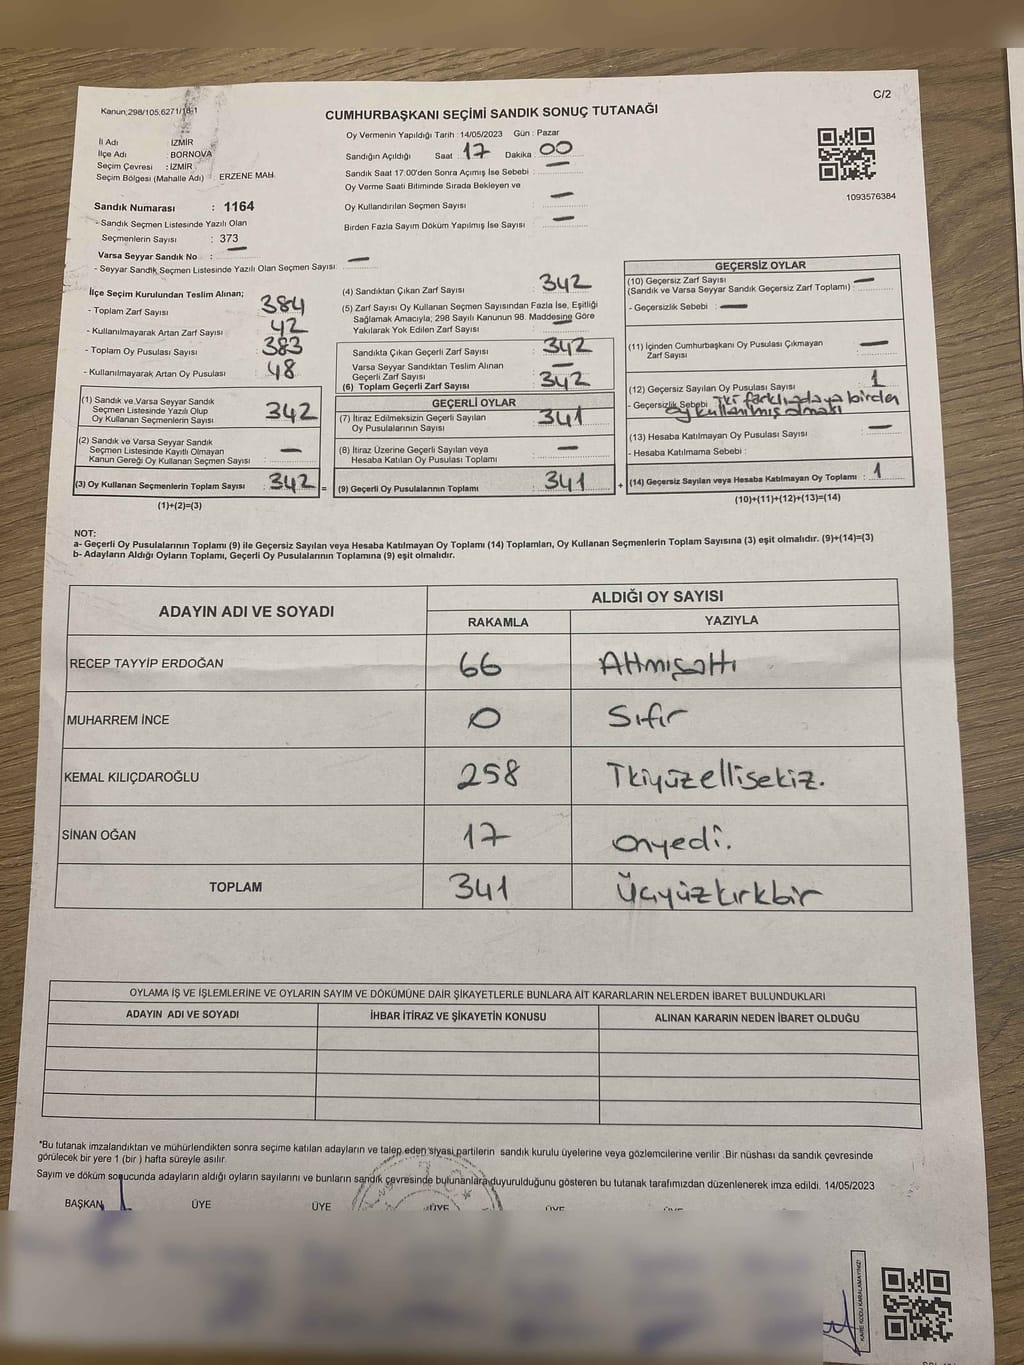 Kanun,298/105,6271/16-1
C/2
CUMHURBAŞKANI SEÇİMİ SANDIK SONUÇ TUTANAĞI
İl Adı : İZMİR
İlçe Adı : BORNOVA
Seçim Çevresi : İZMİR
Seçim Bölgesi (Mahalle Adı) : ERZENE MAH.
Oy Vermenin Yapıldığı Tarih : 14/05/2023 Gün : Pazar
Sandığın Açıldığı Saat : 17 Dakika : 00
Sandık Saat 17:00'den Sonra Açımış İse Sebebi : —
Oy Verme Saati Bitiminde Sırada Bekleyen ve
Oy Kullandırılan Seçmen Sayısı : —
Birden Fazla Sayım Döküm Yapılmış İse Sayısı : —
1093576384
Sandık Numarası : 1164
- Sandık Seçmen Listesinde Yazılı Olan
Seçmenlerin Sayısı : 373
Varsa Seyyar Sandık No : —
- Seyyar Sandık Seçmen Listesinde Yazılı Olan Seçmen Sayısı: —
İlçe Seçim Kurulundan Teslim Alınan;
- Toplam Zarf Sayısı : 384
- Kullanılmayarak Artan Zarf Sayısı : 42
- Toplam Oy Pusulası Sayısı : 383
- Kullanılmayarak Artan Oy Pusulası : 48
(1) Sandık ve Varsa Seyyar Sandık
Seçmen Listesinde Yazılı Olup
Oy Kullanan Seçmenlerin Sayısı : 342
(2) Sandık ve Varsa Seyyar Sandık
Seçmen Listesinde Kayıtlı Olmayan
Kanun Gereği Oy Kullanan Seçmen Sayısı : —
(3) Oy Kullanan Seçmenlerin Toplam Sayısı : 342 =
(1)+(2)=(3)
(4) Sandıktan Çıkan Zarf Sayısı : 342
(5) Zarf Sayısı Oy Kullanan Seçmen Sayısından Fazla İse, Eşitliği
Sağlamak Amacıyla; 298 Sayılı Kanunun 98. Maddesine Göre
Yakılarak Yok Edilen Zarf Sayısı : —
Sandıkta Çıkan Geçerli Zarf Sayısı : 342
Varsa Seyyar Sandıktan Teslim Alınan
Geçerli Zarf Sayısı : —
(6) Toplam Geçerli Zarf Sayısı : 342
GEÇERLİ OYLAR
(7) İtiraz Edilmeksizin Geçerli Sayılan
Oy Pusulalarının Sayısı : 341
(8) İtiraz Üzerine Geçerli Sayılan veya
Hesaba Katılan Oy Pusulası Toplamı : —
(9) Geçerli Oy Pusulalarının Toplamı : 341 +
GEÇERSİZ OYLAR
(10) Geçersiz Zarf Sayısı
(Sandık ve Varsa Seyyar Sandık Geçersiz Zarf Toplamı) : —
- Geçersizlik Sebebi : —
(11) İçinden Cumhurbaşkanı Oy Pusulası Çıkmayan
Zarf Sayısı : —
(12) Geçersiz Sayılan Oy Pusulası Sayısı : 1
- Geçersizlik Sebebi : İki farklı adaya birden
oy kullanılmış olması
(13) Hesaba Katılmayan Oy Pusulası Sayısı : —
- Hesaba Katılmama Sebebi :
(14) Geçersiz Sayılan veya Hesaba Katılmayan Oy Toplamı : 1
(10)+(11)+(12)+(13)=(14)
NOT:
a- Geçerli Oy Pusulalarının Toplamı (9) ile Geçersiz Sayılan veya Hesaba Katılmayan Oy Toplamı (14) Toplamları, Oy Kullanan Seçmenlerin Toplam Sayısına (3) eşit olmalıdır. (9)+(14)=(3)
b- Adayların Aldığı Oyların Toplamı, Geçerli Oy Pusulalarının Toplamına (9) eşit olmalıdır.
ADAYIN ADI VE SOYADI
ALDIĞI OY SAYISI
RAKAMLA YAZIYLA
RECEP TAYYİP ERDOĞAN 66 Altmışaltı
MUHARREM İNCE 0 Sıfır
KEMAL KILIÇDAROĞLU 258 İkiyüzellisekiz.
SİNAN OĞAN 17 onyedi.
TOPLAM 341 Üçyüzkırkbir
OYLAMA İŞ VE İŞLEMLERİNE VE OYLARIN SAYIM VE DÖKÜMÜNE DAİR ŞİKAYETLERLE BUNLARA AİT KARARLARIN NELERDEN İBARET BULUNDUKLARI
ADAYIN ADI VE SOYADI İHBAR İTİRAZ VE ŞİKAYETİN KONUSU ALINAN KARARIN NEDEN İBARET OLDUĞU
*Bu tutanak imzalandıktan ve mühürlendikten sonra seçime katılan adayların ve talep eden siyasi partilerin sandık kurulu üyelerine veya gözlemcilerine verilir .Bir nüshası da sandık çevresinde
görülecek bir yere 1 (bir ) hafta süreyle asılır.
Sayım ve döküm sonucunda adayların aldığı oyların sayılarını ve bunların sandık çevresinde bulunanlara duyurulduğunu gösteren bu tutanak tarafımızdan düzenlenerek imza edildi. 14/05/2023
BAŞKAN ÜYE ÜYE ÜYE ÜYE
KARE KODU KARALAMAYINIZ!